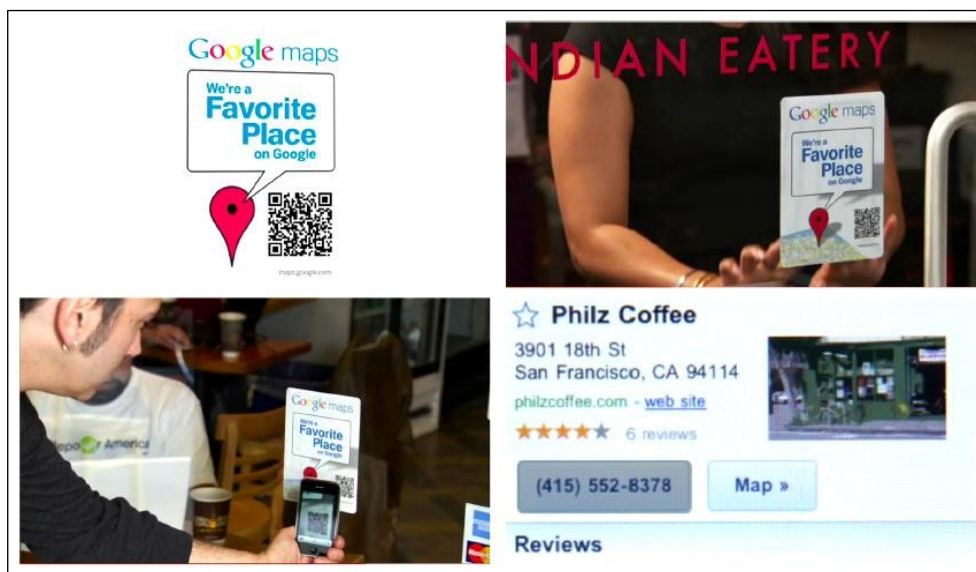 Google maps
We're a
Favorite
Place
on Google
maps.google.com
NDIAN EATERY
Google maps
We're a
Favorite
Place
on Google
America
Google maps
We're a
Favorite
Place
on Google
Philz Coffee
3901 18th St
San Francisco, CA 94114
philzcoffee.com - web site
6 reviews
(415) 552-8378
Map »
Reviews